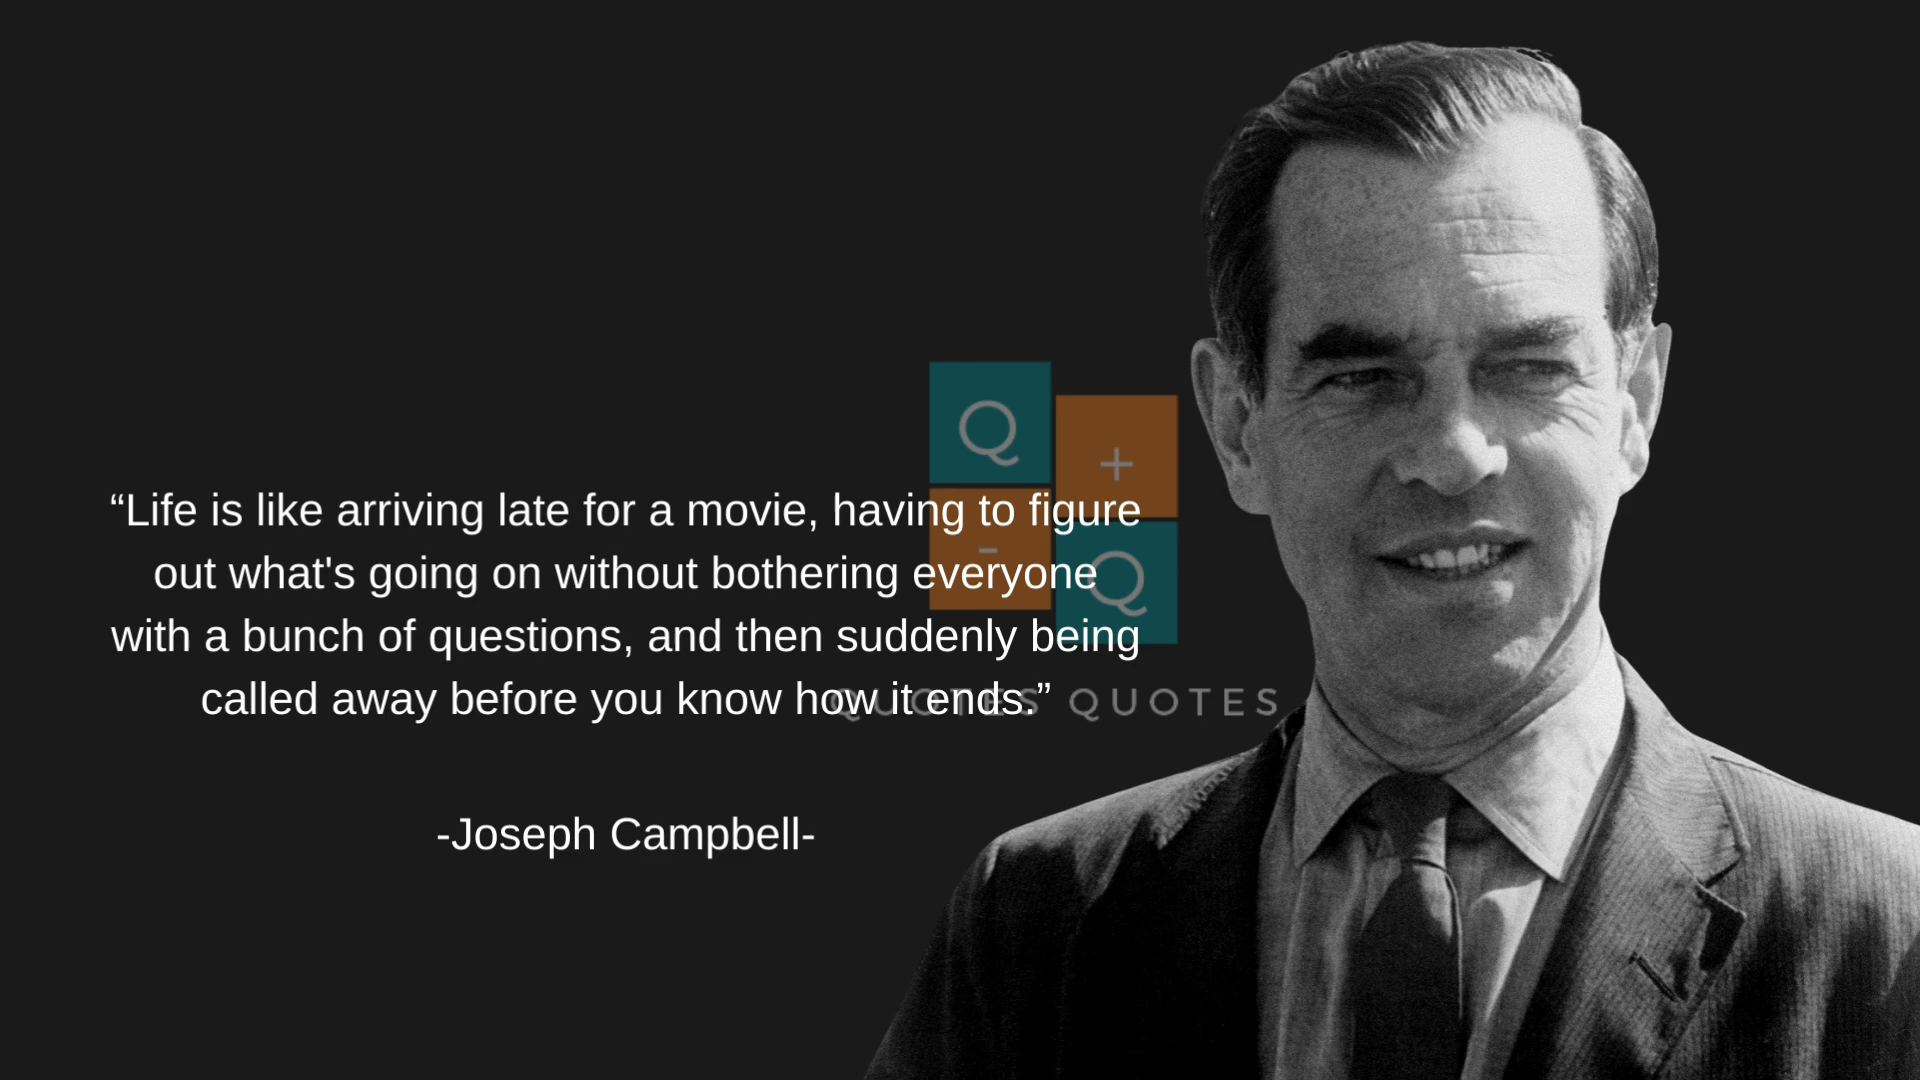 Q
+
“Life is like arriving late for a movie, having to figure
-
out what's going on without bothering everyone
Q
with a bunch of questions, and then suddenly being
called away before you know how it ends.”
QUOTES QUOTES
-Joseph Campbell-